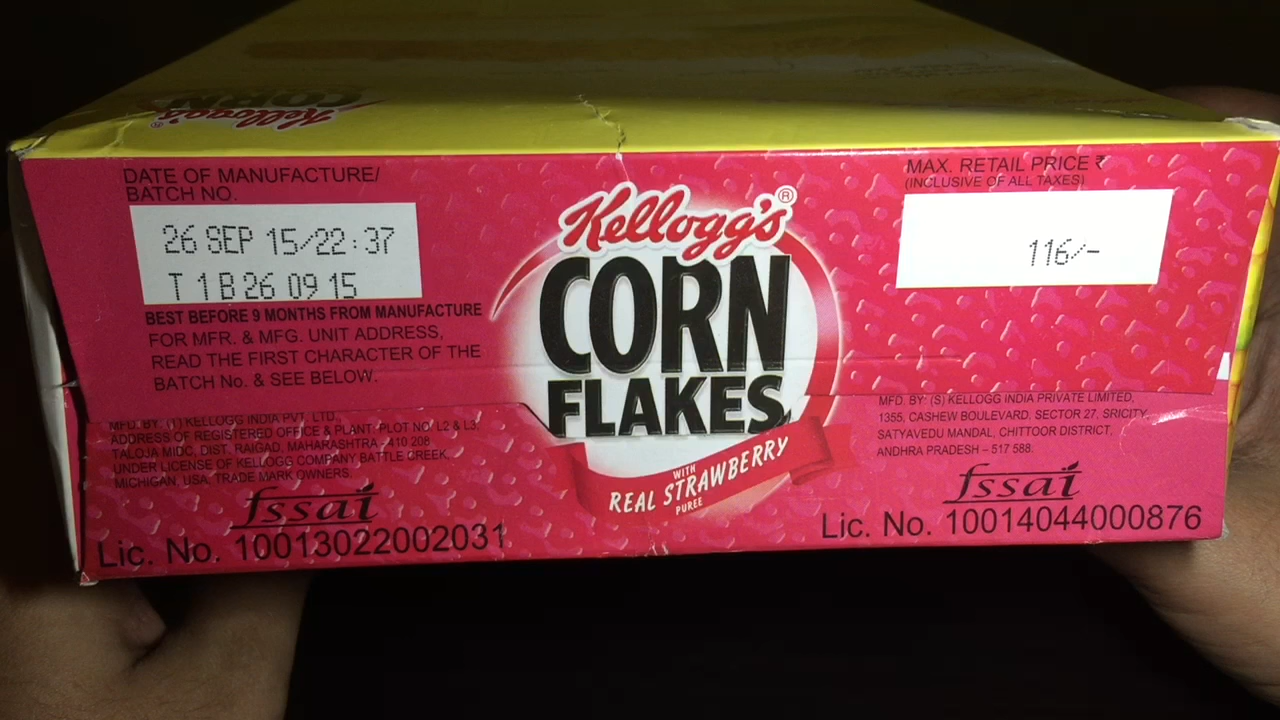 Kellogg's
CORN
DATE OF MANUFACTURE/
BATCH NO.
26 SEP 15/22:37
T 1 B 26 09 15
BEST BEFORE 9 MONTHS FROM MANUFACTURE
FOR MFR. & MFG. UNIT ADDRESS,
READ THE FIRST CHARACTER OF THE
BATCH No. & SEE BELOW.
MFD. BY: (T) KELLOGG INDIA PVT. LTD.,
ADDRESS OF REGISTERED OFFICE & PLANT: PLOT NO. L2 & L3,
TALOJA MIDC, DIST. RAIGAD, MAHARASHTRA - 410 208
UNDER LICENSE OF KELLOGG COMPANY BATTLE CREEK,
MICHIGAN, USA, TRADE MARK OWNERS.
fssai
Lic. No. 10013022002031
Kellogg's®
CORN
FLAKES
WITH
REAL STRAWBERRY
PUREE
MAX. RETAIL PRICE ₹
(INCLUSIVE OF ALL TAXES)
116/-
MFD. BY: (S) KELLOGG INDIA PRIVATE LIMITED,
1355, CASHEW BOULEVARD, SECTOR 27, SRICITY,
SATYAVEDU MANDAL, CHITTOOR DISTRICT,
ANDHRA PRADESH – 517 588.
fssai
Lic. No. 10014044000876